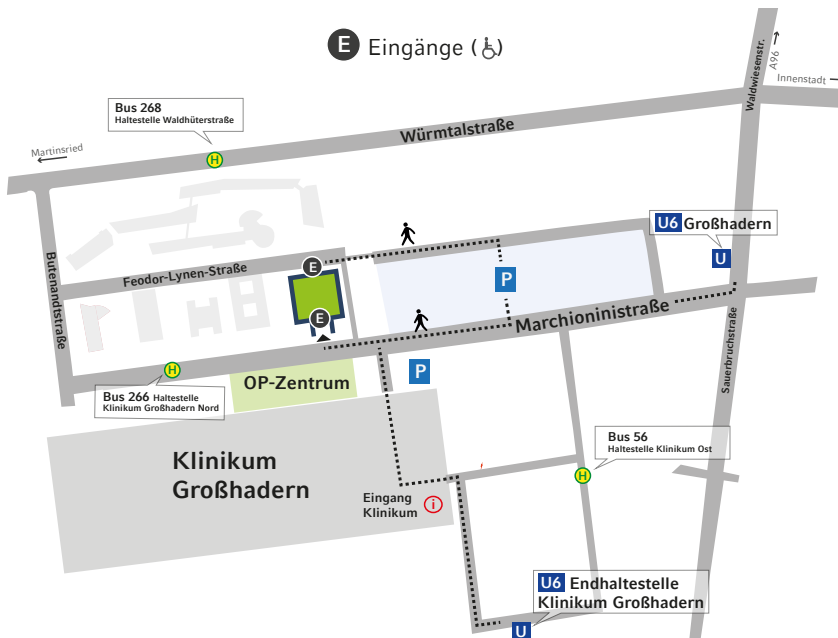 E Eingänge ( )
Waldwiesenstr.
A96
Innenstadt
Bus 268
Haltestelle Waldhüterstraße
H
Würmtalstraße
Martinsried
U6 Großhadern
U
Butenandtstraße
Feodor-Lynen-Straße
E
P
E
Marchioninistraße
Sauerbruchstraße
H
Bus 266 Haltestelle
Klinikum Großhadern Nord
OP-Zentrum
P
Klinikum
Großhadern
Bus 56
Haltestelle Klinikum Ost
H
Eingang
Klinikum
i
U6 Endhaltestelle
Klinikum Großhadern
U